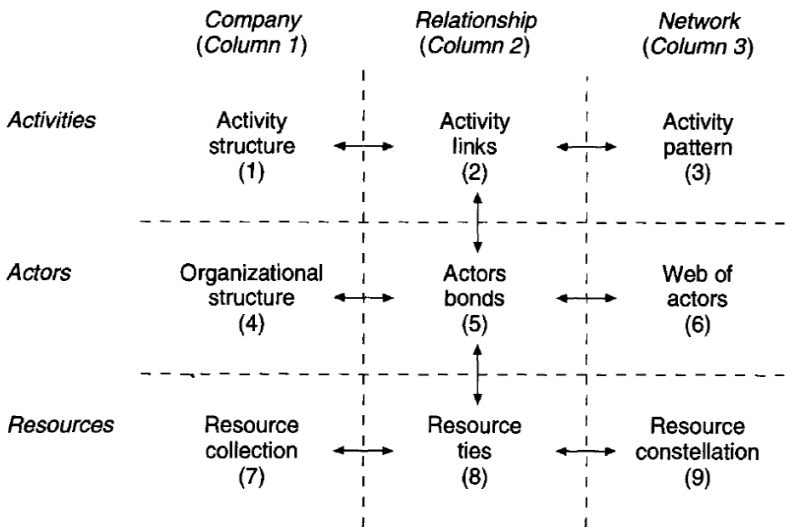 Company Relationship Network
(Column 1) (Column 2) (Column 3)
Activities Activity Activity Activity
structure links pattern
(1) (2) (3)
Actors Organizational Actors Web of
structure bonds actors
(4) (5) (6)
Resources Resource Resource Resource
collection ties constellation
(7) (8) (9)